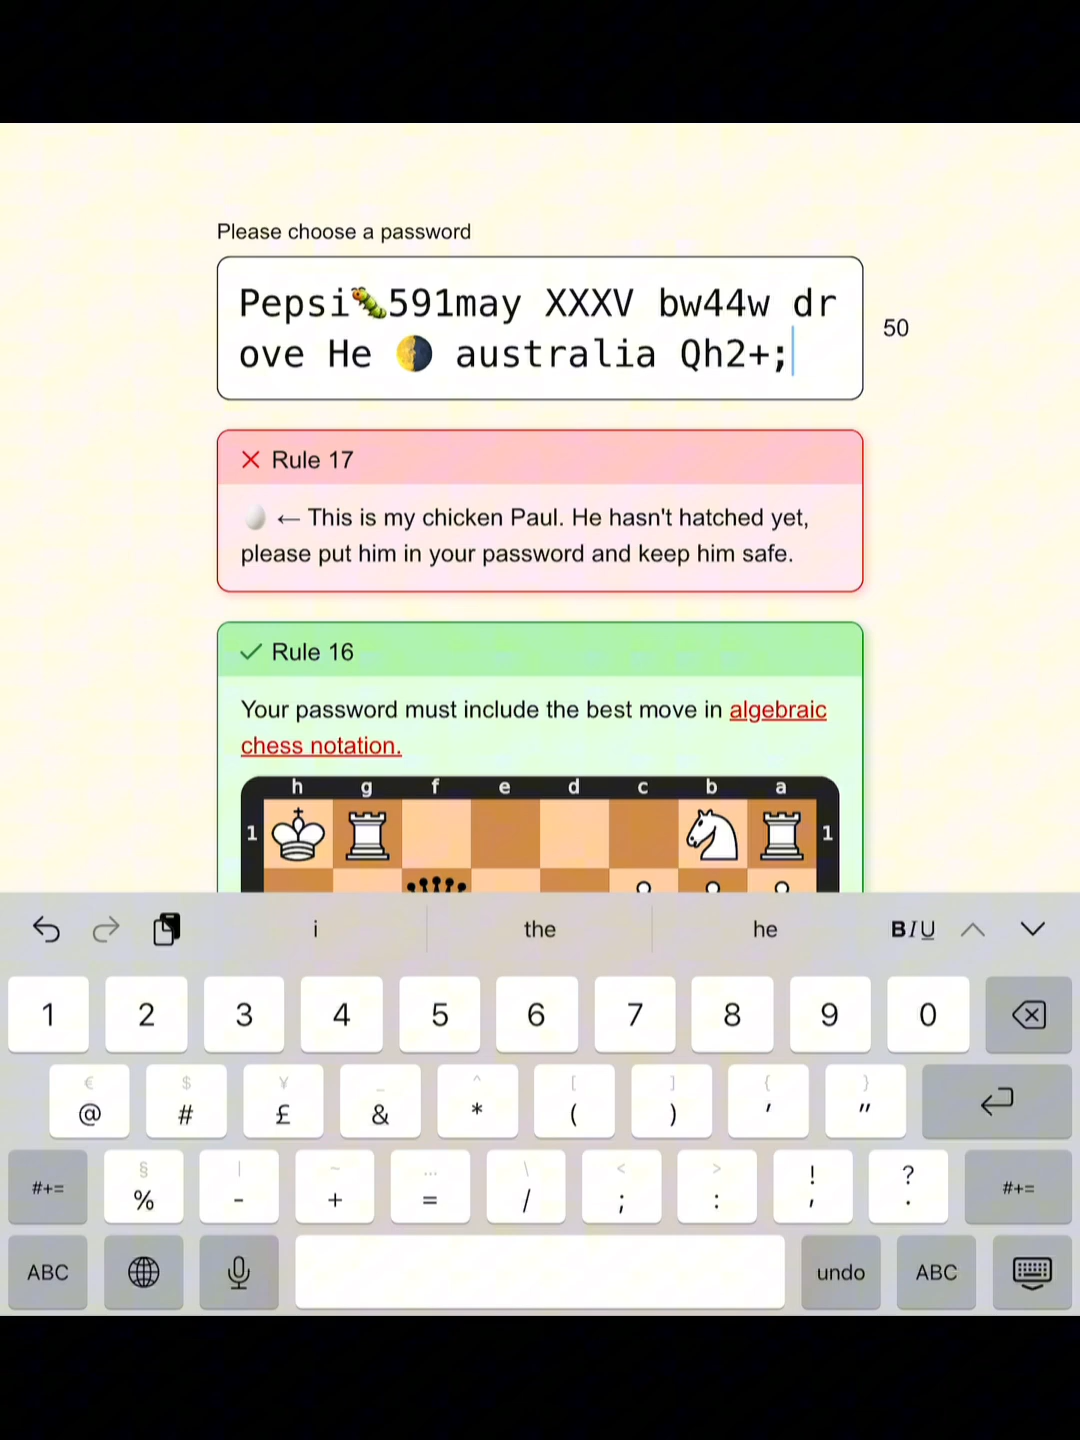 Please choose a password
Pepsi🐛591may XXXV bw44w dr
ove He 🌗 australia Qh2+;
50
Rule 17
🥚 ← This is my chicken Paul. He hasn't hatched yet,
please put him in your password and keep him safe.
Rule 16
Your password must include the best move in algebraic
chess notation.
h g f e d c b a
1 1
i the he BIU
1 2 3 4 5 6 7 8 9 0
€ $ ¥ _ ^ [ ] { }
@ # £ & * ( ) ' "
§ | ~ … \ < > ! ?
#+= % - + = / ; : , . #+=
ABC undo ABC